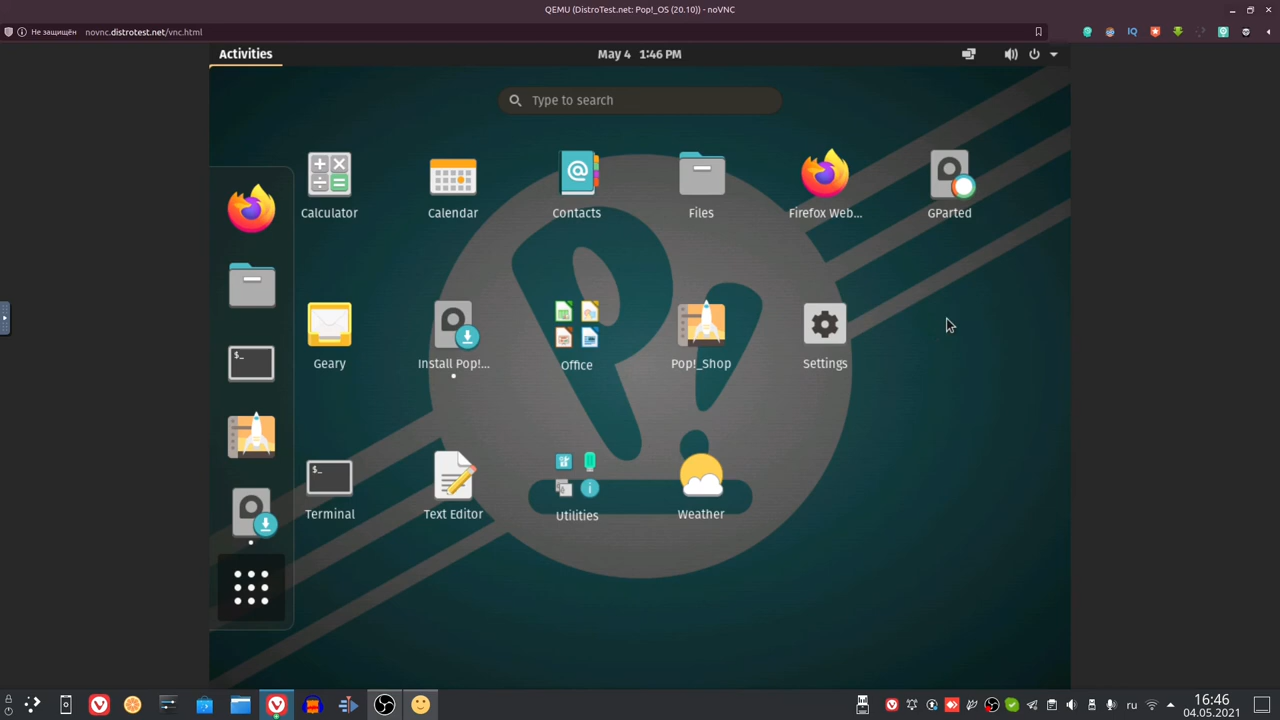 QEMU (DistroTest.net: Pop!_OS (20.10)) - noVNC
Не защищён novnc.distrotest.net/vnc.html
IQ
Activities
May 4 1:46 PM
Type to search
Calculator
Calendar
Contacts
Files
Firefox Web...
GParted
Geary
Install Pop!...
Office
Pop!_Shop
Settings
Terminal
Text Editor
Utilities
Weather
ru
16:46
04.05.2021